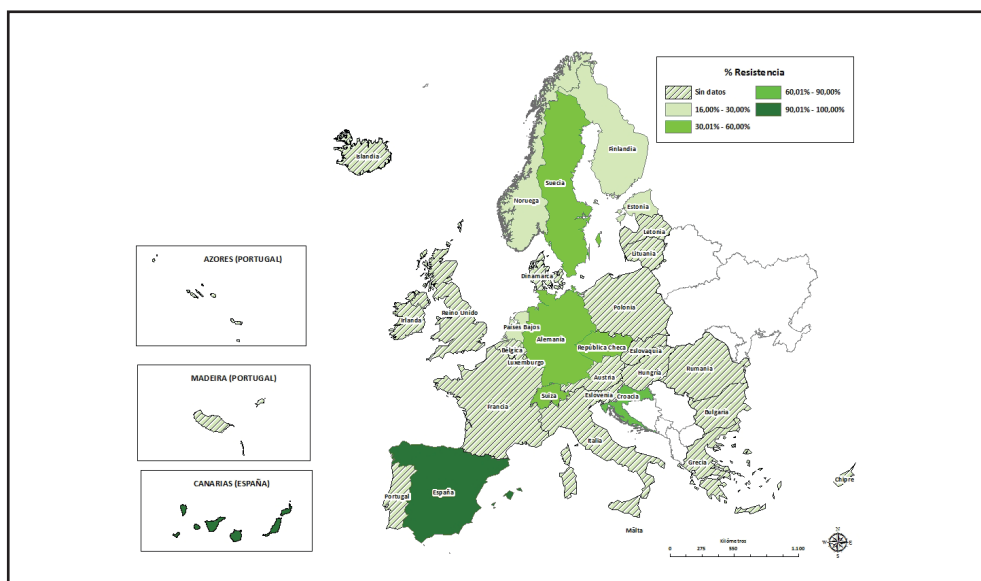 % Resistencia
Sin datos
16,00% - 30,00%
30,01% - 60,00%
60,01% - 90,00%
90,01% - 100,00%
Islandia
Finlandia
Suecia
Noruega
Estonia
Letonia
Lituania
Dinamarca
AZORES (PORTUGAL)
Reino Unido
Irlanda
Polonia
Países Bajos
Alemania
Bélgica
República Checa
Luxemburgo
Eslovaquia
Austria
Hungría
Rumania
MADEIRA (PORTUGAL)
Francia
Suiza
Eslovenia
Croacia
Bulgaria
Italia
Grecia
Chipre
CANARIAS (ESPAÑA)
Portugal
España
Malta
Kilómetros
0 275 550 1.100
N
W E
S